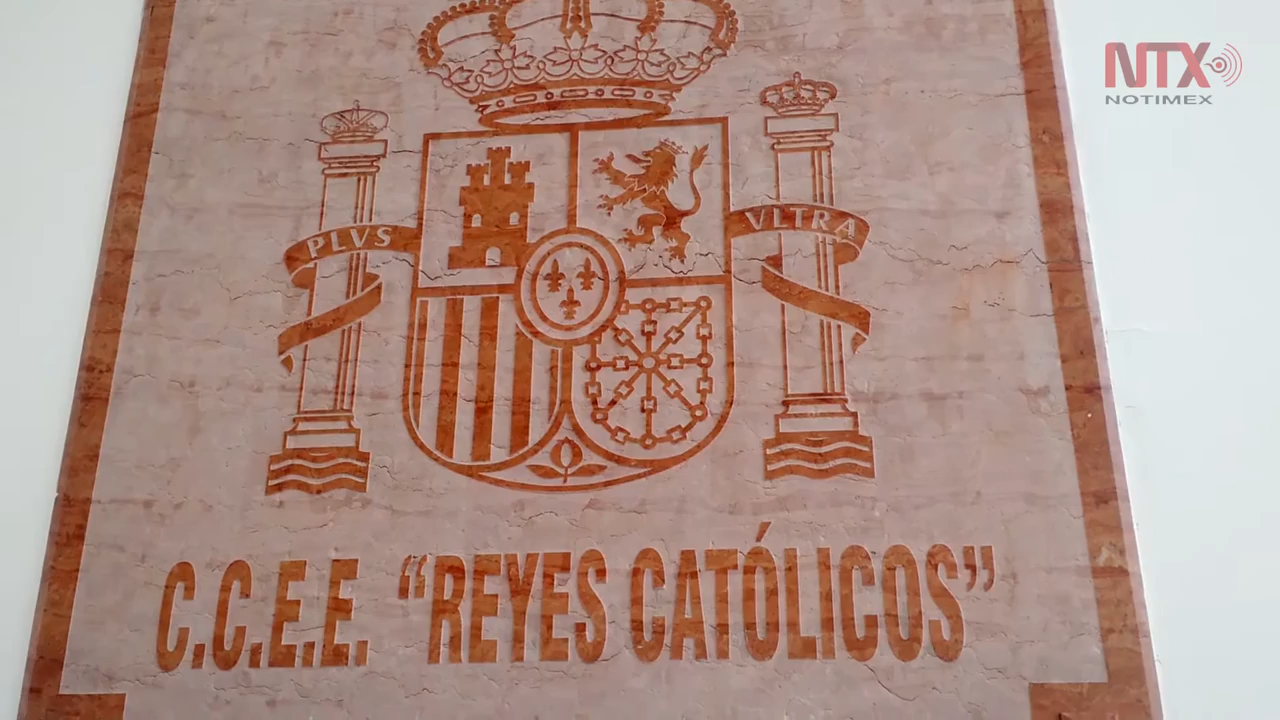 NTX
NOTIMEX
PLVS
VLTRA
C.C.E.E. “REYES CATÓLICOS”